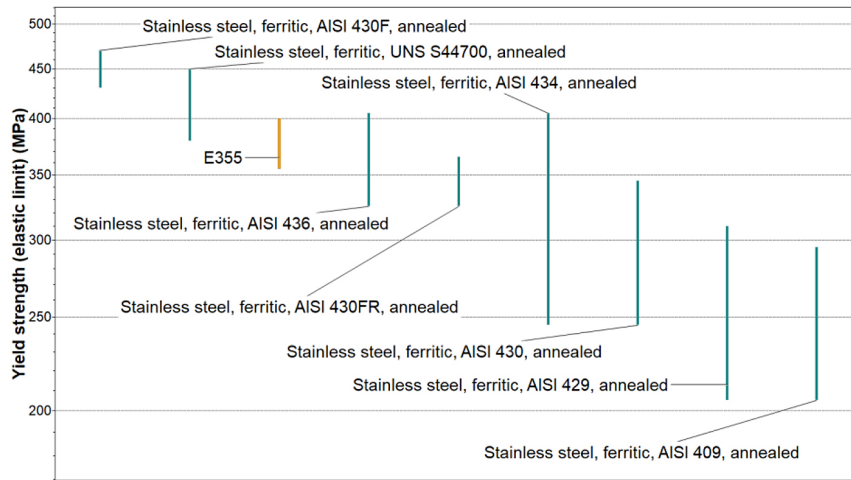 Yield strength (elastic limit) (MPa)
500
450
400
350
300
250
200
Stainless steel, ferritic, AISI 430F, annealed
Stainless steel, ferritic, UNS S44700, annealed
Stainless steel, ferritic, AISI 434, annealed
E355
Stainless steel, ferritic, AISI 436, annealed
Stainless steel, ferritic, AISI 430FR, annealed
Stainless steel, ferritic, AISI 430, annealed
Stainless steel, ferritic, AISI 429, annealed
Stainless steel, ferritic, AISI 409, annealed